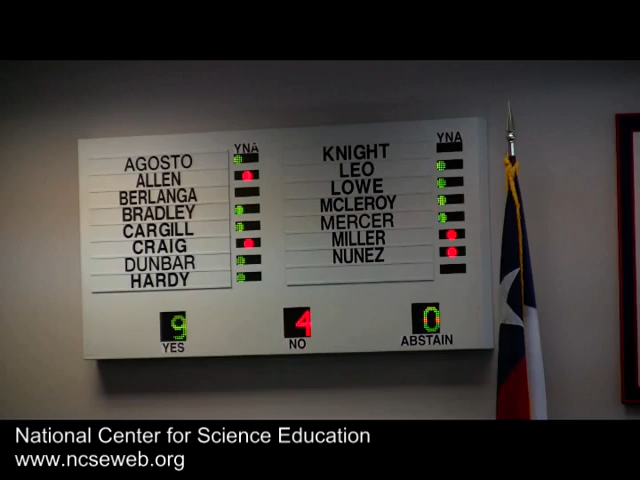 YNA
AGOSTO
ALLEN
BERLANGA
BRADLEY
CARGILL
CRAIG
DUNBAR
HARDY
YNA
KNIGHT
LEO
LOWE
MCLEROY
MERCER
MILLER
NUNEZ
9
YES
4
NO
0
ABSTAIN
National Center for Science Education
www.ncseweb.org